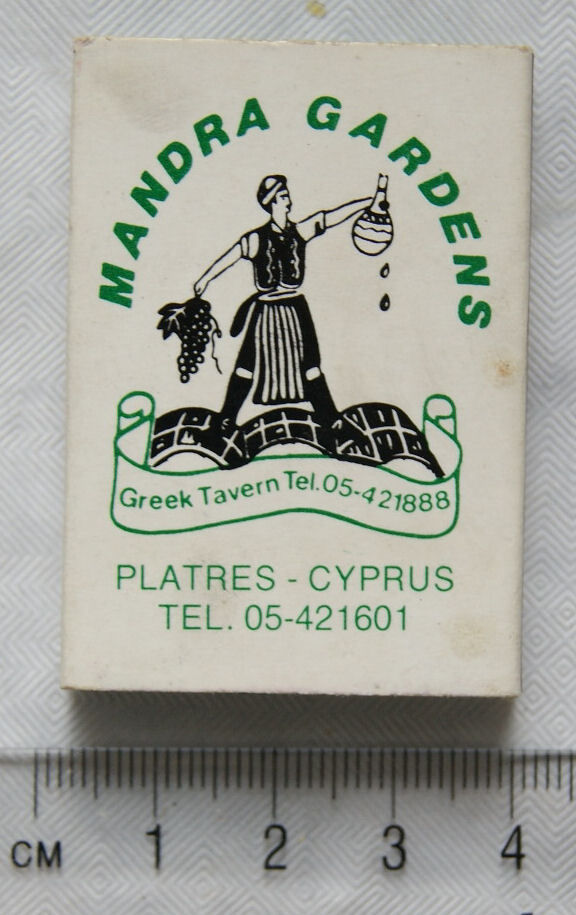 MANDRA GARDENS
Greek Tavern Tel.05-421888
PLATRES - CYPRUS
TEL. 05-421601
CM 1 2 3 4